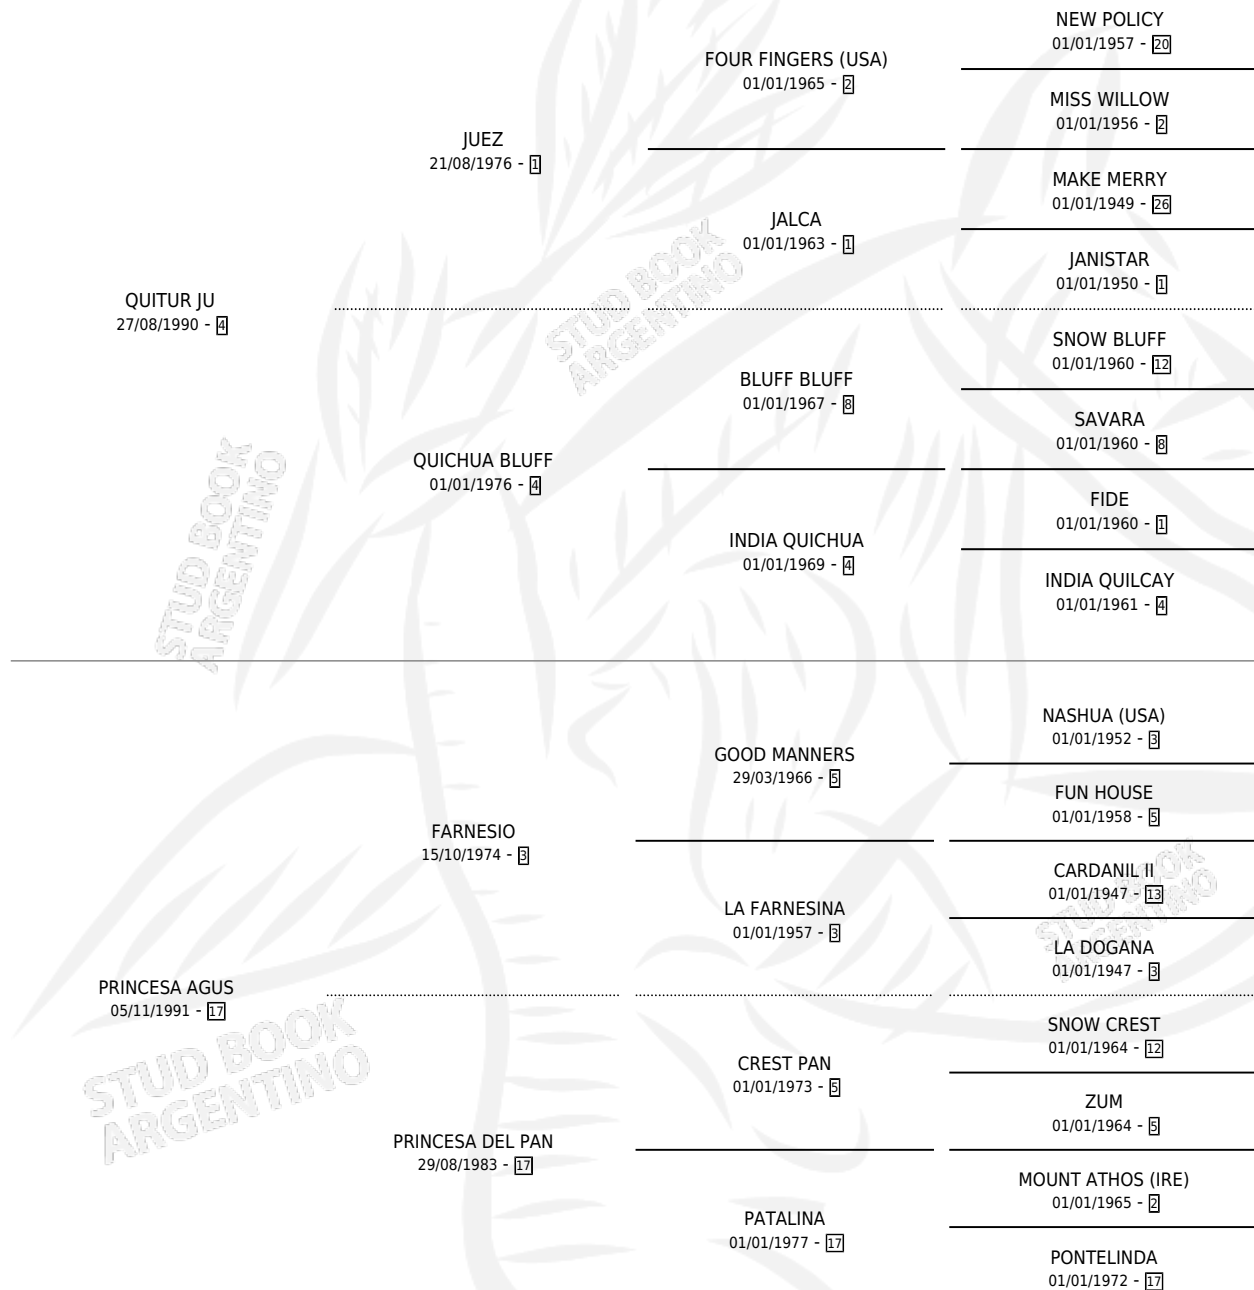 NEW POLICY
01/01/1957 - 20
FOUR FINGERS (USA)
01/01/1965 - 2
MISS WILLOW
01/01/1956 - 2
JUEZ
21/08/1976 - 1
MAKE MERRY
01/01/1949 - 26
JALCA
01/01/1963 - 1
JANISTAR
01/01/1950 - 1
QUITUR JU
27/08/1990 - 4
STUD BOOK
ARGENTINO
SNOW BLUFF
01/01/1960 - 12
BLUFF BLUFF
01/01/1967 - 8
SAVARA
01/01/1960 - 8
QUICHUA BLUFF
01/01/1976 - 4
FIDE
01/01/1960 - 1
INDIA QUICHUA
01/01/1969 - 4
INDIA QUILCAY
01/01/1961 - 4
STUD BOOK
ARGENTINO
NASHUA (USA)
01/01/1952 - 3
GOOD MANNERS
29/03/1966 - 5
FUN HOUSE
01/01/1958 - 5
FARNESIO
15/10/1974 - 3
CARDANIL II
01/01/1947 - 13
LA FARNESINA
01/01/1957 - 3
STUD BOOK
ARGENTINO
LA DOGANA
01/01/1947 - 3
PRINCESA AGUS
05/11/1991 - 17
STUD BOOK
ARGENTINO
SNOW CREST
01/01/1964 - 12
CREST PAN
01/01/1973 - 5
ZUM
01/01/1964 - 5
PRINCESA DEL PAN
29/08/1983 - 17
MOUNT ATHOS (IRE)
01/01/1965 - 2
PATALINA
01/01/1977 - 17
PONTELINDA
01/01/1972 - 17